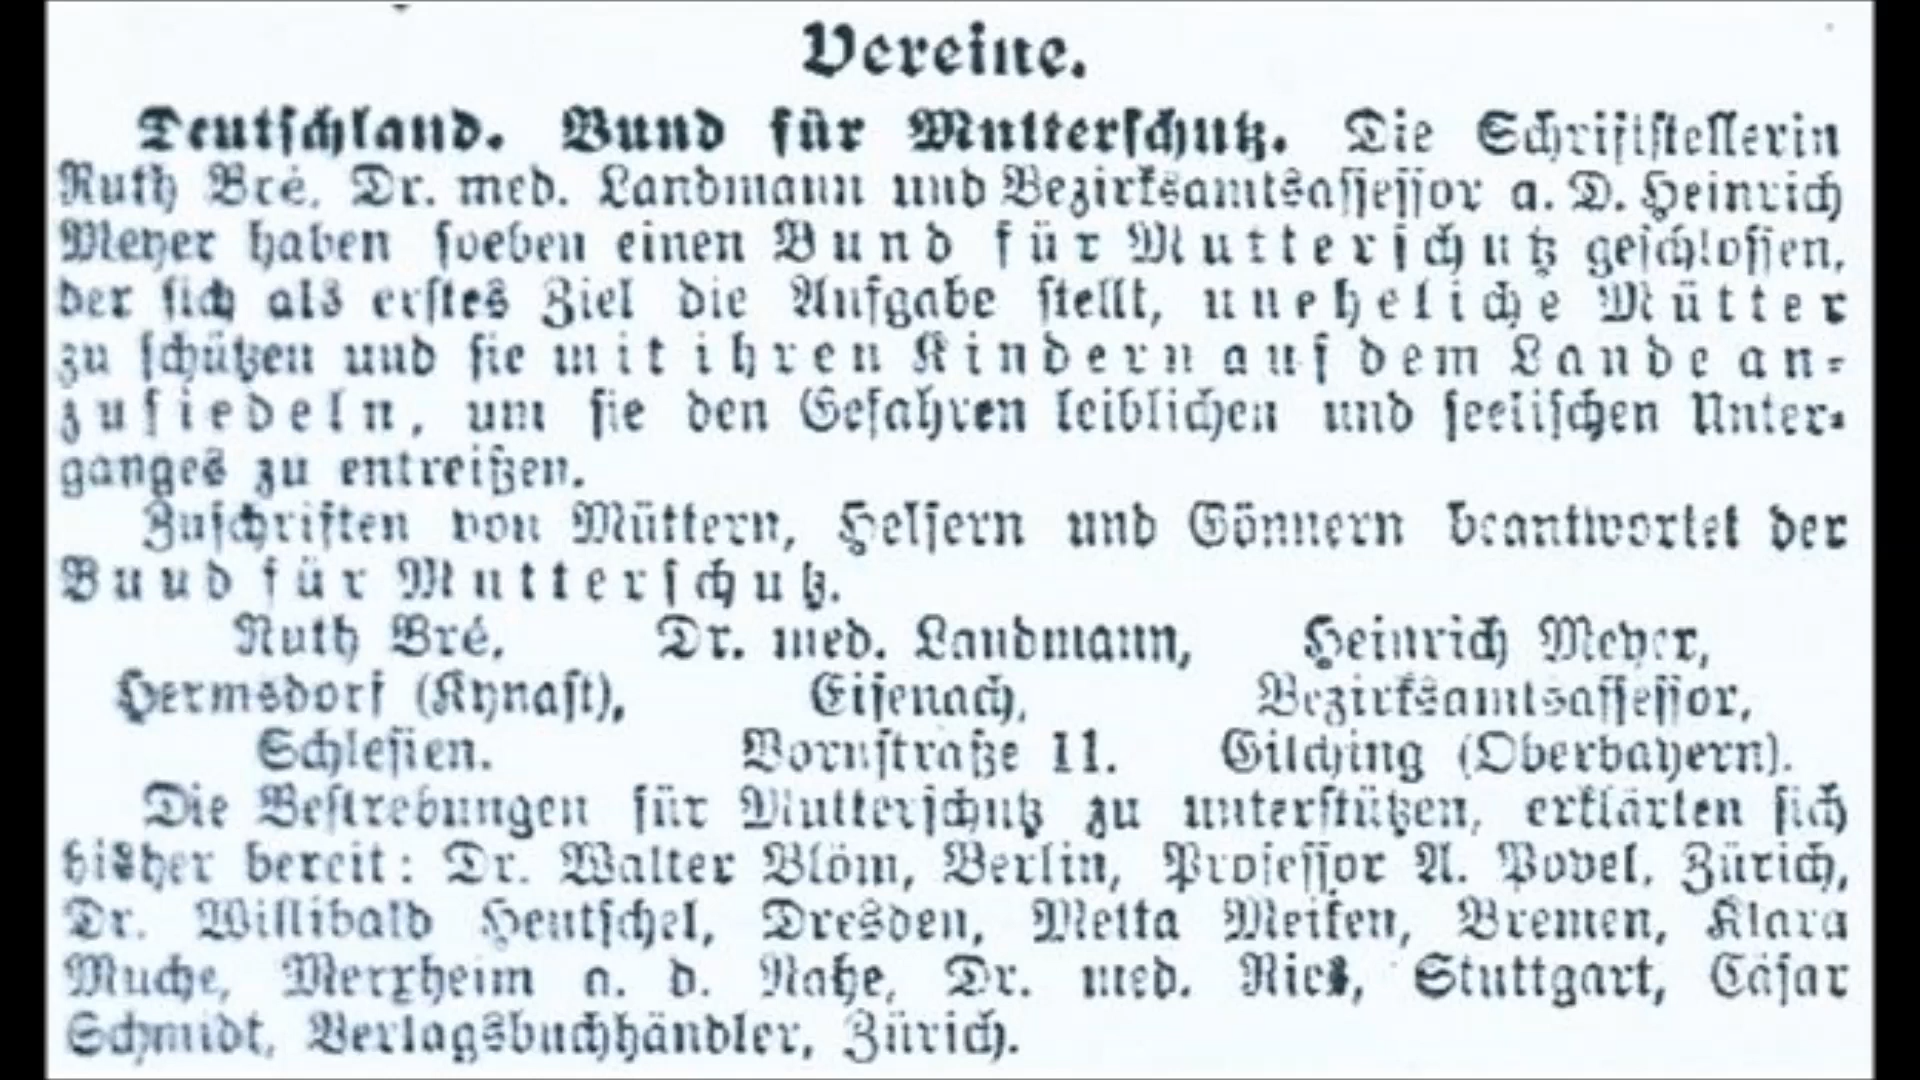 Vereine.
Deutschland. Bund für Mutterschutz. Die Schriftstellerin
Ruth Bré, Dr. med. Landmann und Bezirksamtsassessor a. D. Heinrich
Meyer haben soeben einen Bund für Mutterschutz geschlossen,
der sich als erstes Ziel die Aufgabe stellt, uneheliche Mütter
zu schützen und sie mit ihren Kindern auf dem Lande an-
zusiedeln, um sie den Gefahren leiblichen und seelischen Unter-
ganges zu entreißen.
Zuschriften von Müttern, Helfern und Gönnern beantwortet der
Bund für Mutterschutz.
Ruth Bré, Dr. med. Landmann, Heinrich Meyer,
Hermsdorf (Kynast), Eisenach, Bezirksamtsassessor,
Schlesien. Bornstraße 11. Gilching (Oberbayern).
Die Bestrebungen für Mutterschutz zu unterstützen, erklärten sich
bisher bereit: Dr. Walter Blöm, Berlin, Professor A. Dodel, Zürich,
Dr. Willibald Hentschel, Dresden, Metta Meiken, Bremen, Klara
Muche, Merxheim a. d. Nahe, Dr. med. Ries, Stuttgart, Cäsar
Schmidt, Verlagsbuchhändler, Zürich.